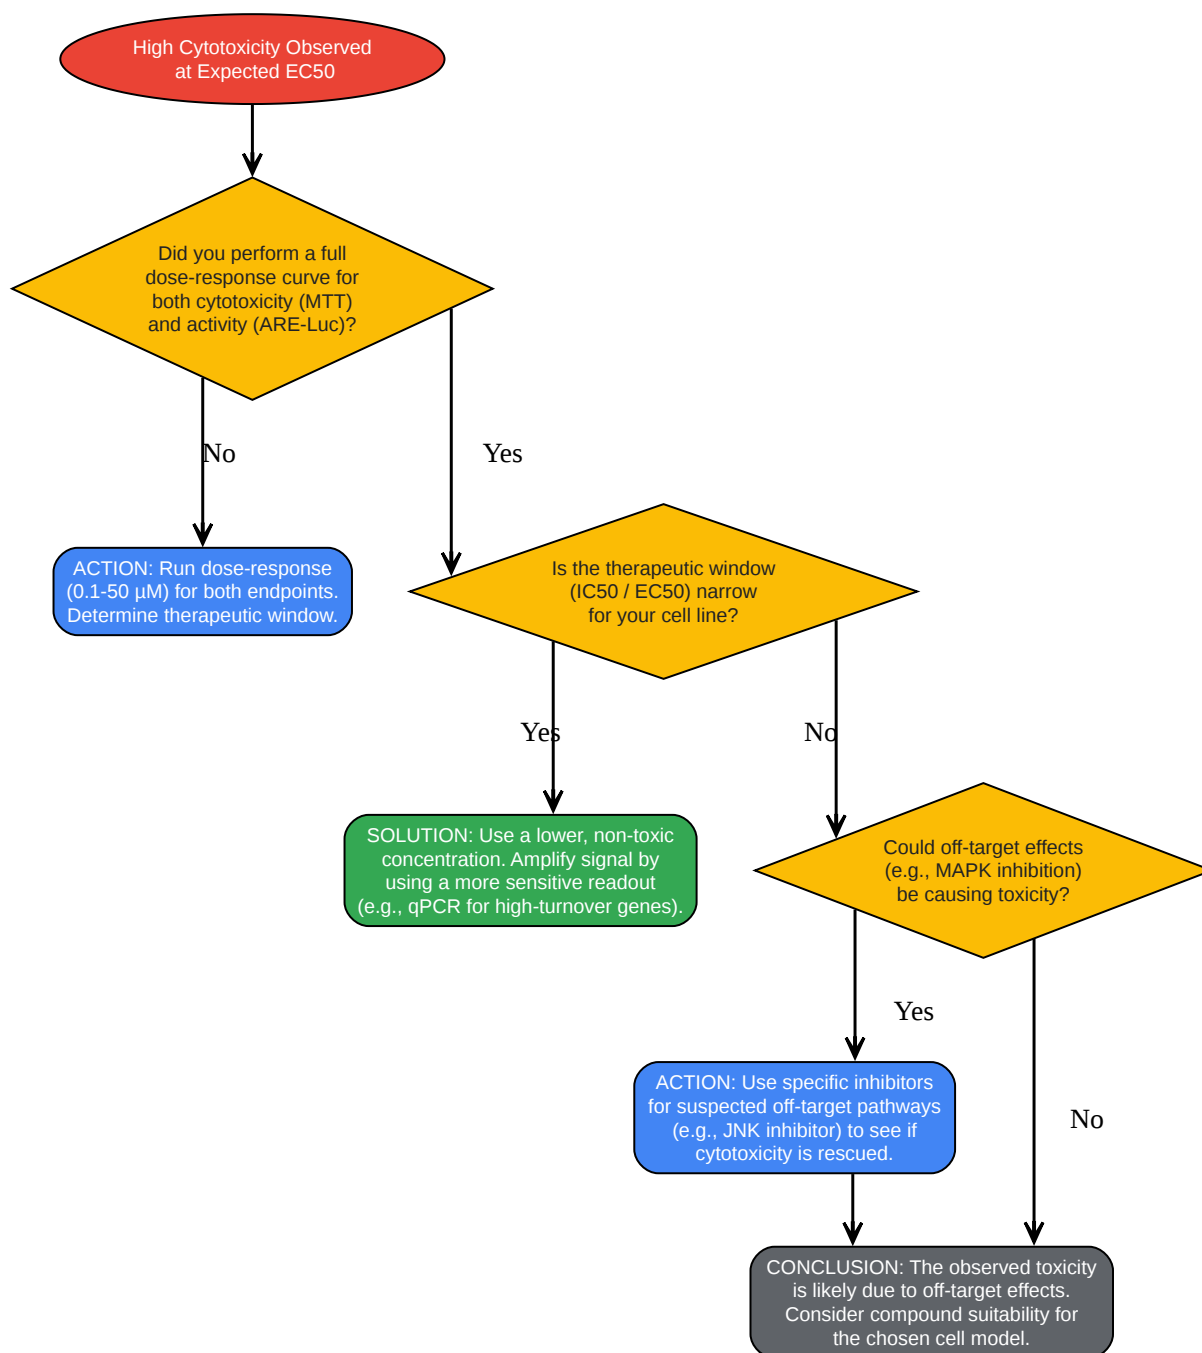 High Cytotoxicity Observed
at Expected EC50
Did you perform a full
dose-response curve for
both cytotoxicity (MTT)
and activity (ARE-Luc)?
No
Yes
ACTION: Run dose-response
(0.1-50 µM) for both endpoints.
Determine therapeutic window.
Is the therapeutic window
(IC50 / EC50) narrow
for your cell line?
Yes
No
SOLUTION: Use a lower, non-toxic
concentration. Amplify signal by
using a more sensitive readout
(e.g., qPCR for high-turnover genes).
Could off-target effects
(e.g., MAPK inhibition)
be causing toxicity?
Yes
No
ACTION: Use specific inhibitors
for suspected off-target pathways
(e.g., JNK inhibitor) to see if
cytotoxicity is rescued.
CONCLUSION: The observed toxicity
is likely due to off-target effects.
Consider compound suitability for
the chosen cell model.